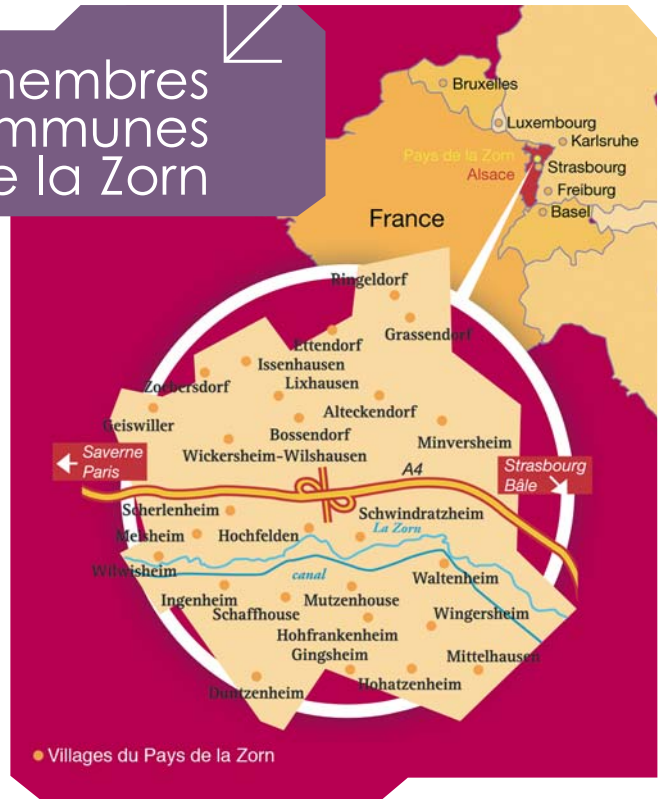 membres
mmunes
e la Zorn
Bruxelles
Luxembourg
Karlsruhe
Pays de la Zorn
Strasbourg
Alsace
Freiburg
Basel
France
Ringeldorf
Grassendorf
Ettendorf
Issenhausen
Zoebersdorf
Lixhausen
Geiswiller
Alteckendorf
Bossendorf
Minversheim
Wickersheim-Wilshausen
Saverne
Paris
A4
Strasbourg
Bâle
Scherlenheim
Schwindratzheim
Melsheim
Hochfelden
La Zorn
Wilwisheim
canal
Waltenheim
Ingenheim
Mutzenhouse
Schaffhouse
Wingersheim
Hohfrankenheim
Gingsheim
Mittelhausen
Duntzenheim
Hohatzenheim
Villages du Pays de la Zorn